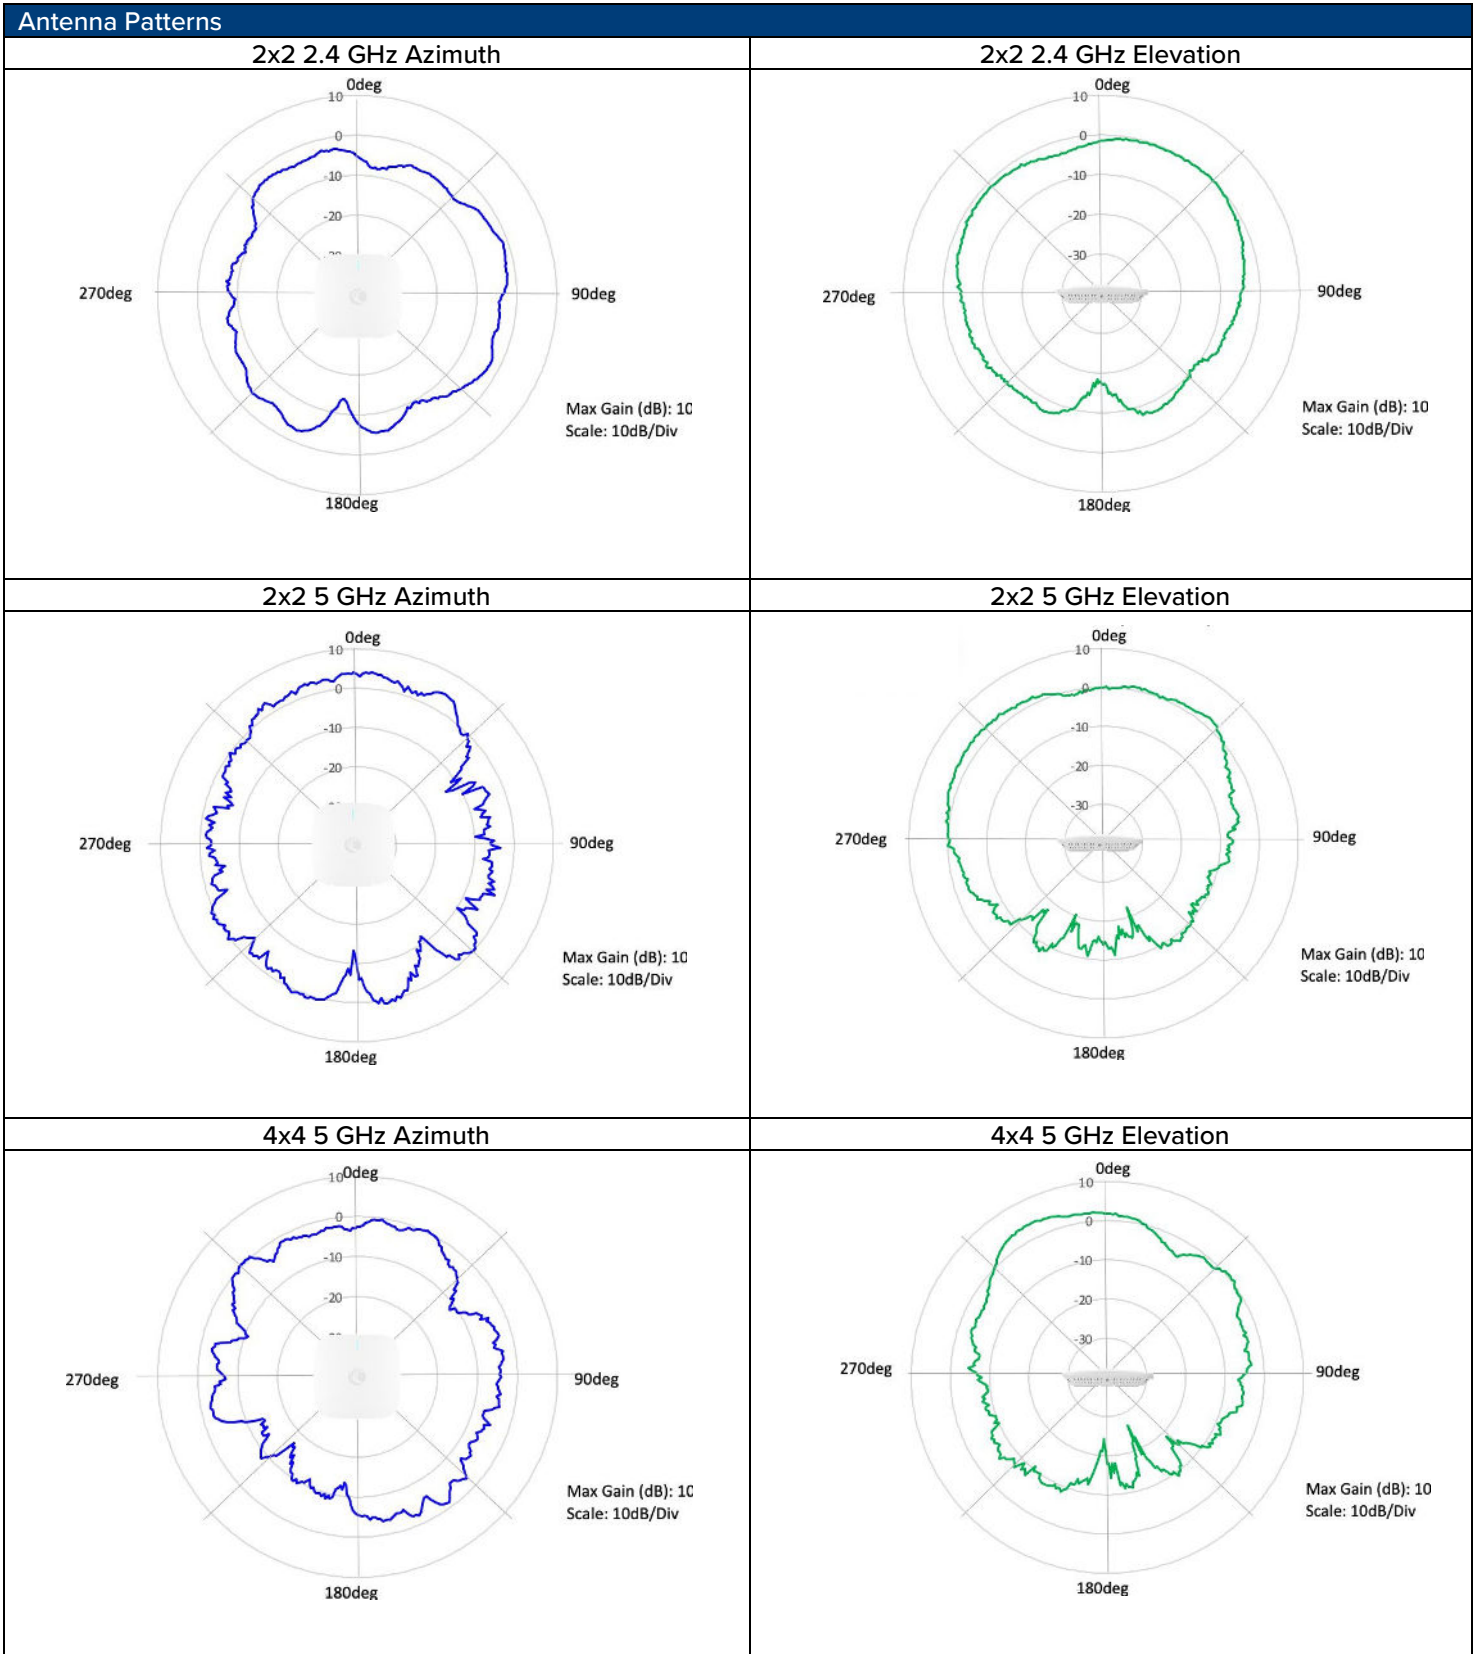 Antenna Patterns
2x2 2.4 GHz Azimuth
2x2 2.4 GHz Elevation
0deg
10
0
-10
-20
270deg
90deg
Max Gain (dB): 10
Scale: 10dB/Div
180deg
0deg
10
0
-10
-20
-30
270deg
90deg
Max Gain (dB): 10
Scale: 10dB/Div
180deg
2x2 5 GHz Azimuth
2x2 5 GHz Elevation
0deg
10
0
-10
-20
270deg
90deg
Max Gain (dB): 10
Scale: 10dB/Div
180deg
0deg
10
0
-10
-20
-30
270deg
90deg
Max Gain (dB): 10
Scale: 10dB/Div
180deg
4x4 5 GHz Azimuth
4x4 5 GHz Elevation
0deg
10
0
-10
-20
270deg
90deg
Max Gain (dB): 10
Scale: 10dB/Div
180deg
0deg
10
0
-10
-20
-30
270deg
90deg
Max Gain (dB): 10
Scale: 10dB/Div
180deg